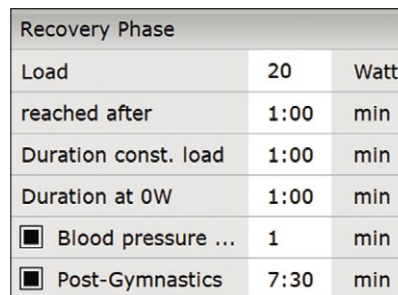 Recovery Phase
Load 20 Watt
reached after 1:00 min
Duration const. load 1:00 min
Duration at 0W 1:00 min
Blood pressure ... 1 min
Post-Gymnastics 7:30 min